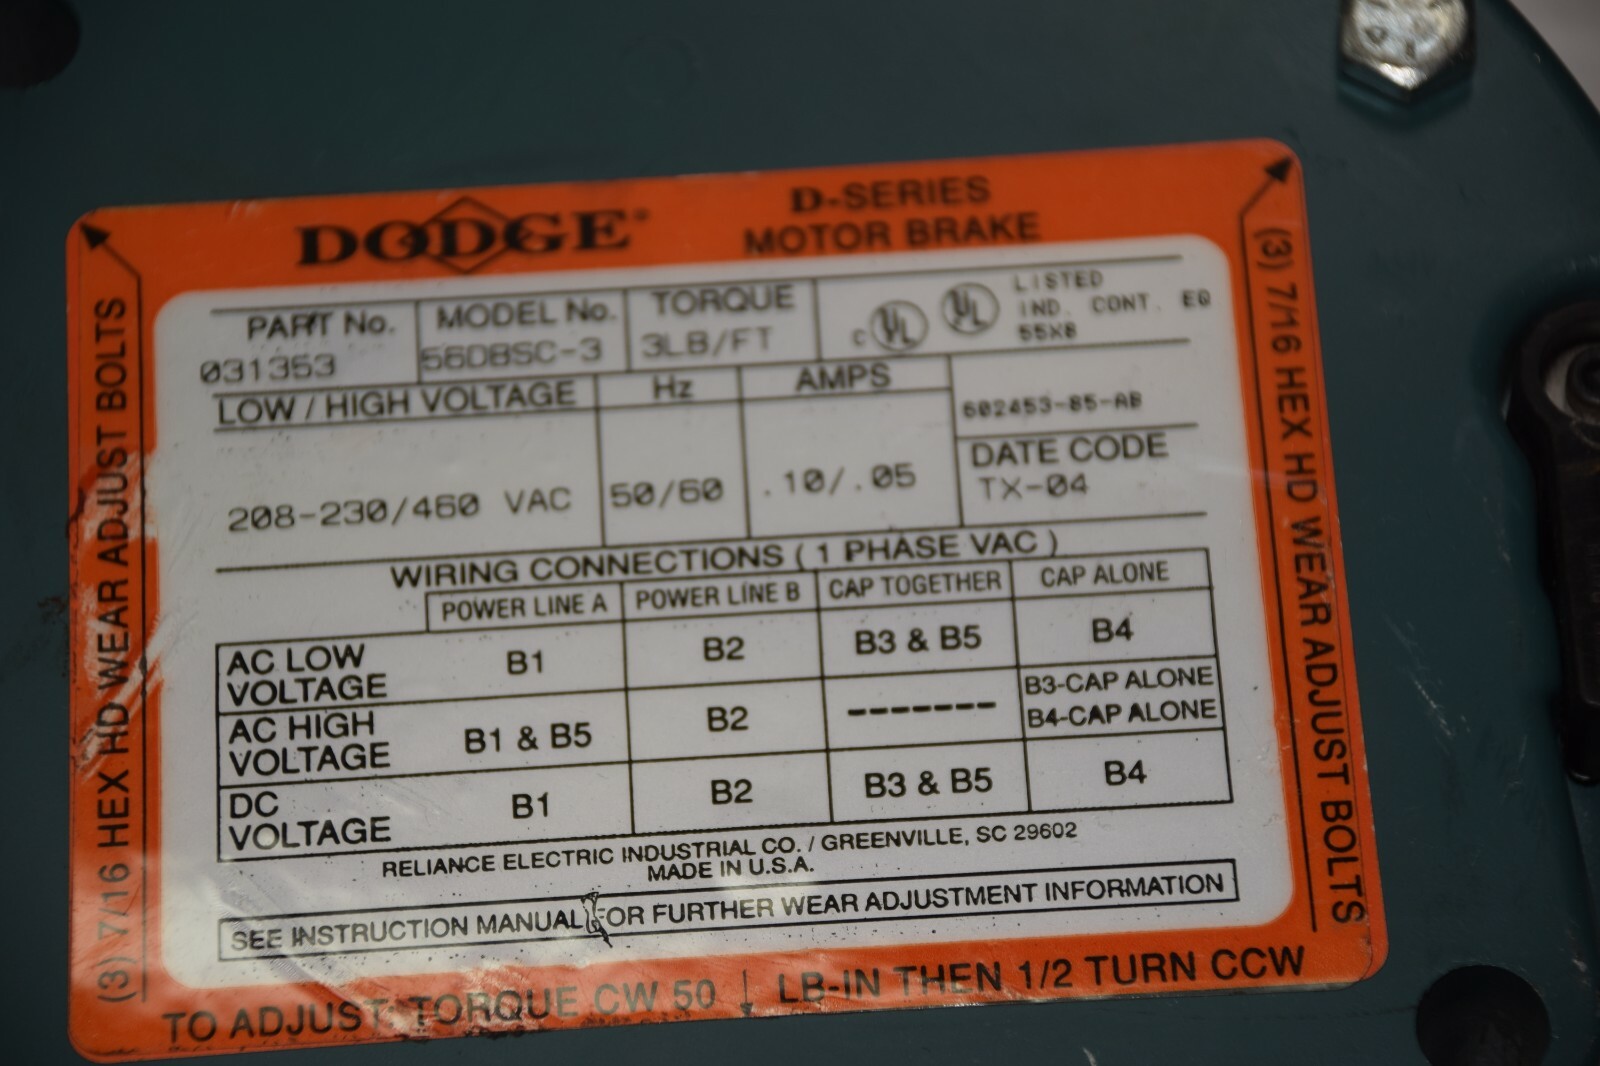 DODGE
D-SERIES
MOTOR BRAKE
PART No.
031353
MODEL No.
56DBSC-3
TORQUE
3LB/FT
c UL UL
LISTED
IND. CONT. EQ
55X8
LOW / HIGH VOLTAGE
208-230/460 VAC
Hz
50/60
AMPS
.10/.05
602453-85-AB
DATE CODE
TX-04
WIRING CONNECTIONS ( 1 PHASE VAC )
POWER LINE A POWER LINE B CAP TOGETHER CAP ALONE
AC LOW VOLTAGE B1 B2 B3 & B5 B4
AC HIGH VOLTAGE B1 & B5 B2 ------- B3-CAP ALONE
B4-CAP ALONE
DC VOLTAGE B1 B2 B3 & B5 B4
RELIANCE ELECTRIC INDUSTRIAL CO. / GREENVILLE, SC 29602
MADE IN U.S.A.
SEE INSTRUCTION MANUAL FOR FURTHER WEAR ADJUSTMENT INFORMATION
TO ADJUST: TORQUE CW 50 LB-IN THEN 1/2 TURN CCW
(3) 7/16 HEX HD WEAR ADJUST BOLTS
(3) 7/16 HEX HD WEAR ADJUST BOLTS